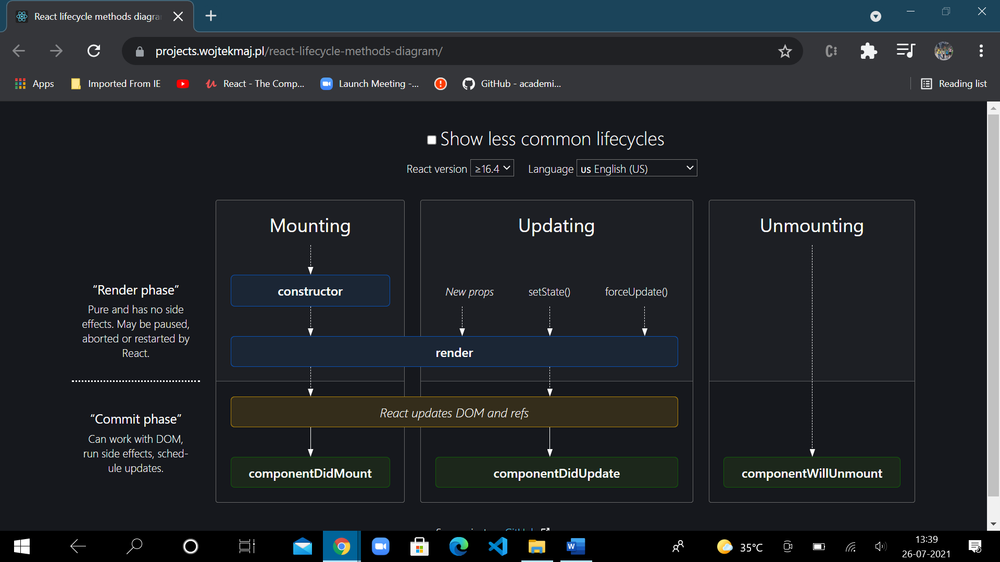 React lifecycle methods diagra
projects.wojtekmaj.pl/react-lifecycle-methods-diagram/
Apps
Imported From IE
React - The Comp...
Launch Meeting -...
GitHub - academi...
Reading list
Show less common lifecycles
React version ≥16.4 Language us English (US)
Mounting
Updating
Unmounting
“Render phase”
Pure and has no side
effects. May be paused,
aborted or restarted by
React.
constructor
New props
setState()
forceUpdate()
render
“Commit phase”
Can work with DOM,
run side effects, sched-
ule updates.
React updates DOM and refs
componentDidMount
componentDidUpdate
componentWillUnmount
35°C
13:39
26-07-2021